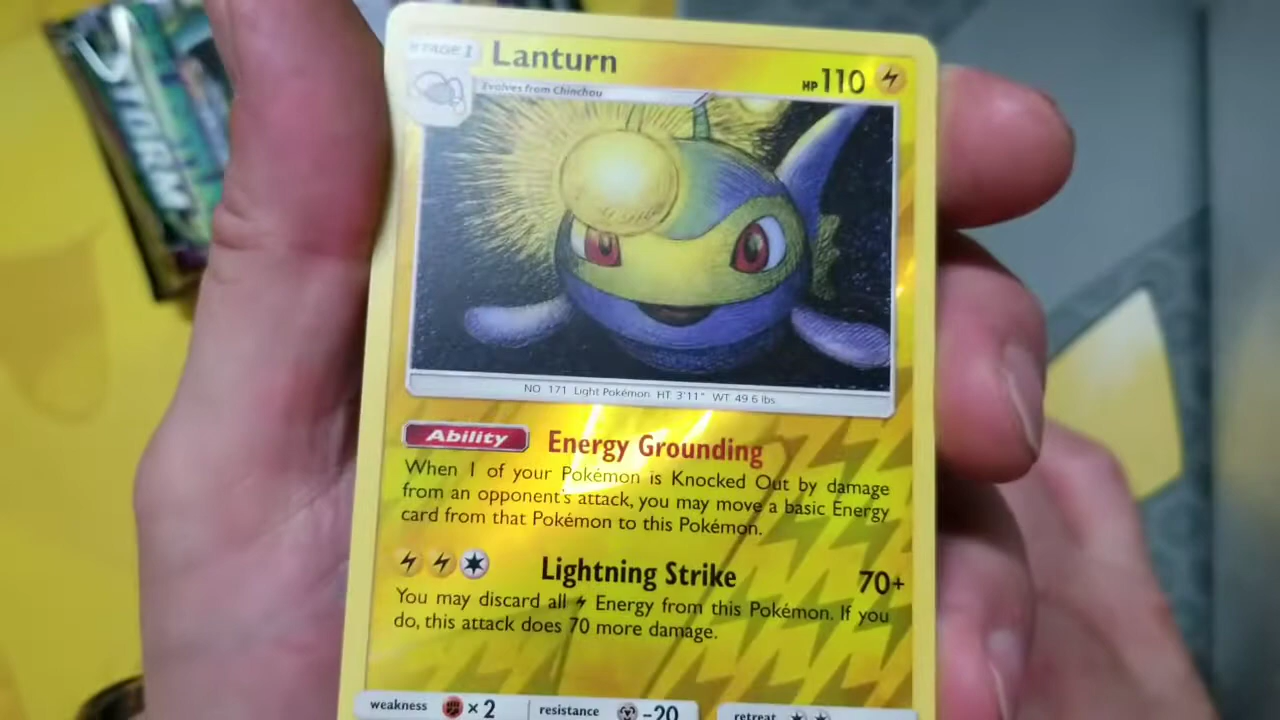 STORM
STAGE 1
Lanturn
HP 110
Evolves from Chinchou
NO 171 Light Pokémon HT 3'11" WT 49.6 lbs
Ability Energy Grounding
When 1 of your Pokémon is Knocked Out by damage
from an opponent's attack, you may move a basic Energy
card from that Pokémon to this Pokémon.
Lightning Strike 70+
You may discard all Energy from this Pokémon. If you
do, this attack does 70 more damage.
weakness ×2 resistance -20 retreat